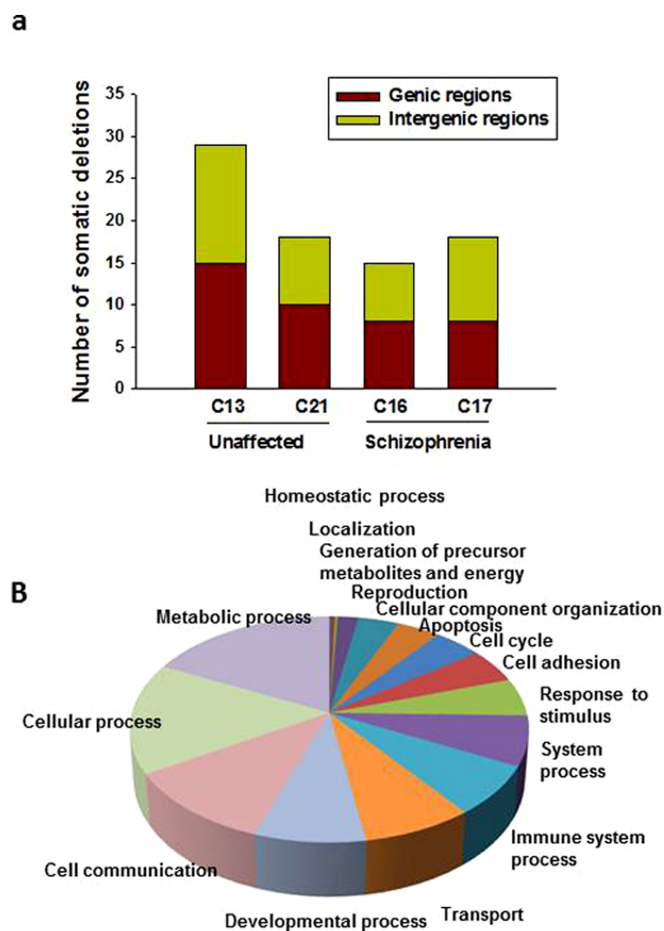 a
35
30
25
20
15
10
5
0
Number of somatic deletions
Genic regions
Intergenic regions
C13 C21 C16 C17
Unaffected Schizophrenia
B
Homeostatic process
Localization
Generation of precursor
metabolites and energy
Reproduction
Cellular component organization
Apoptosis
Cell cycle
Cell adhesion
Response to
stimulus
System
process
Immune system
process
Transport
Developmental process
Cell communication
Cellular process
Metabolic process